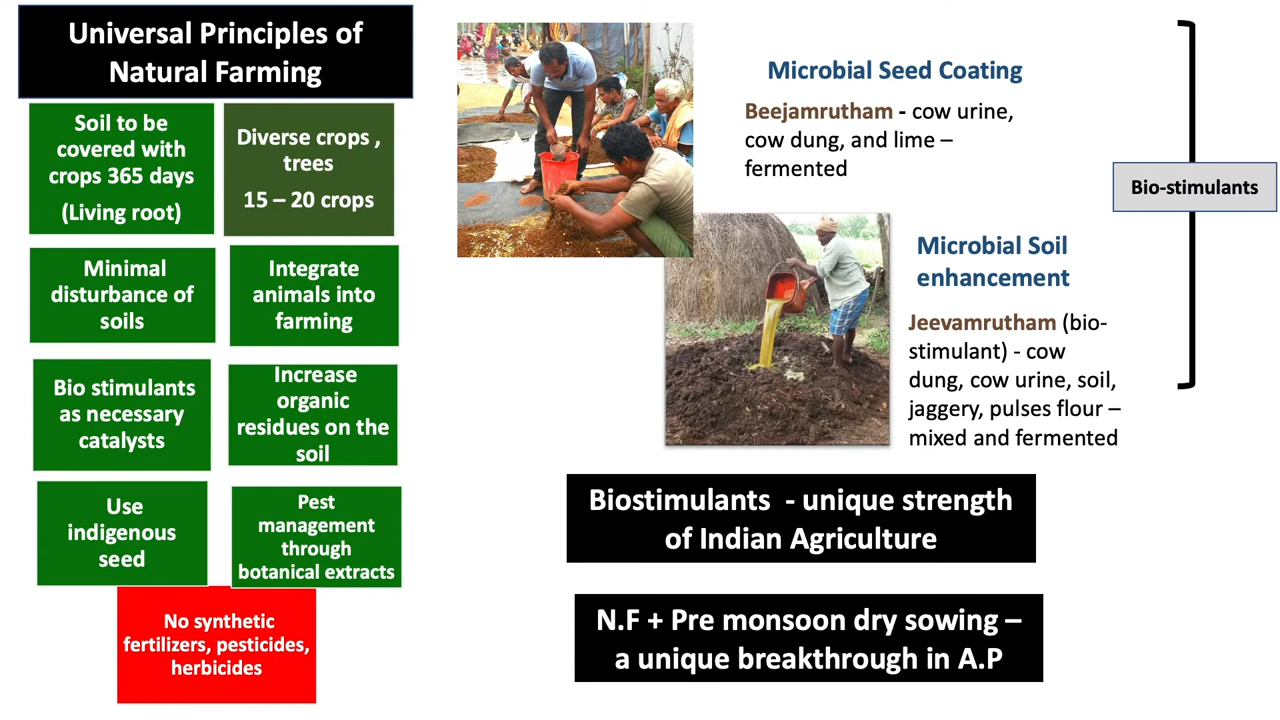 Universal Principles of
Natural Farming
Soil to be
covered with
crops 365 days
(Living root)
Diverse crops ,
trees
15 – 20 crops
Minimal
disturbance of
soils
Integrate
animals into
farming
Bio stimulants
as necessary
catalysts
Increase
organic
residues on the
soil
Use
indigenous
seed
Pest
management
through
botanical extracts
No synthetic
fertilizers, pesticides,
herbicides
Microbial Seed Coating
Beejamrutham - cow urine,
cow dung, and lime –
fermented
Bio-stimulants
Microbial Soil
enhancement
Jeevamrutham (bio-
stimulant) - cow
dung, cow urine, soil,
jaggery, pulses flour –
mixed and fermented
Biostimulants - unique strength
of Indian Agriculture
N.F + Pre monsoon dry sowing –
a unique breakthrough in A.P